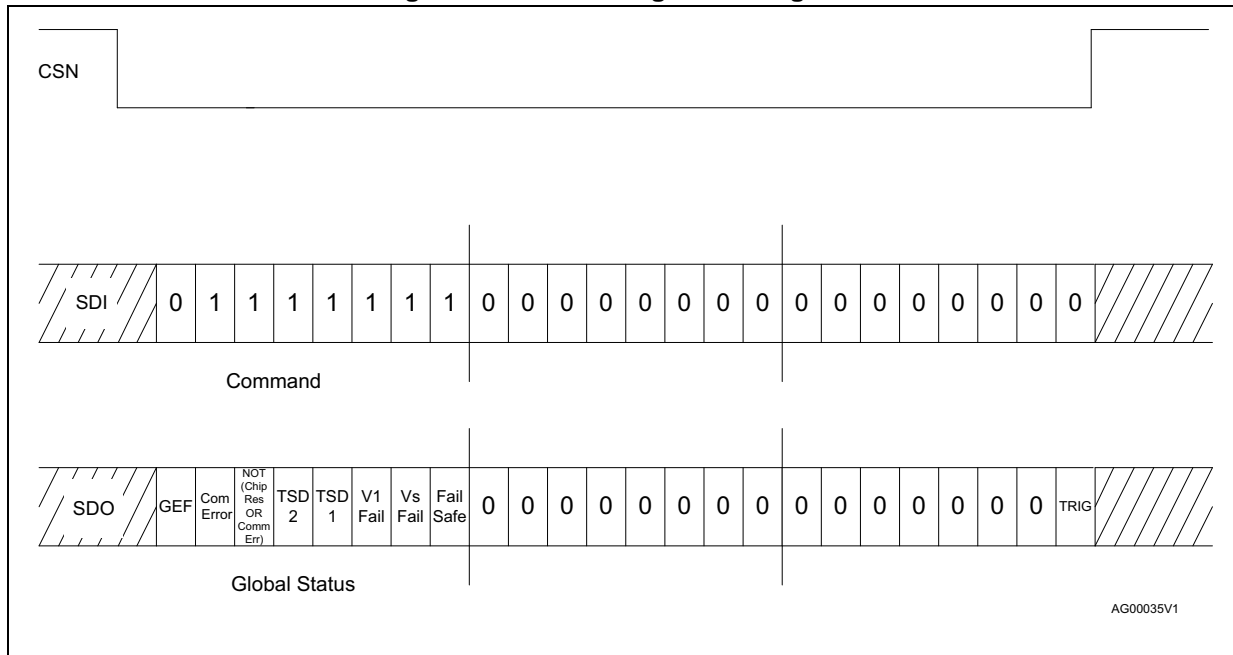 CSN
SDI 0 1 1 1 1 1 1 1 0 0 0 0 0 0 0 0 0 0 0 0 0 0 0 0
Command
SDO GEF Com Error NOT (Chip Res OR Comm Err) TSD 2 TSD 1 V1 Fail Vs Fail Fail Safe 0 0 0 0 0 0 0 0 0 0 0 0 0 0 0 TRIG
Global Status
AG00035V1